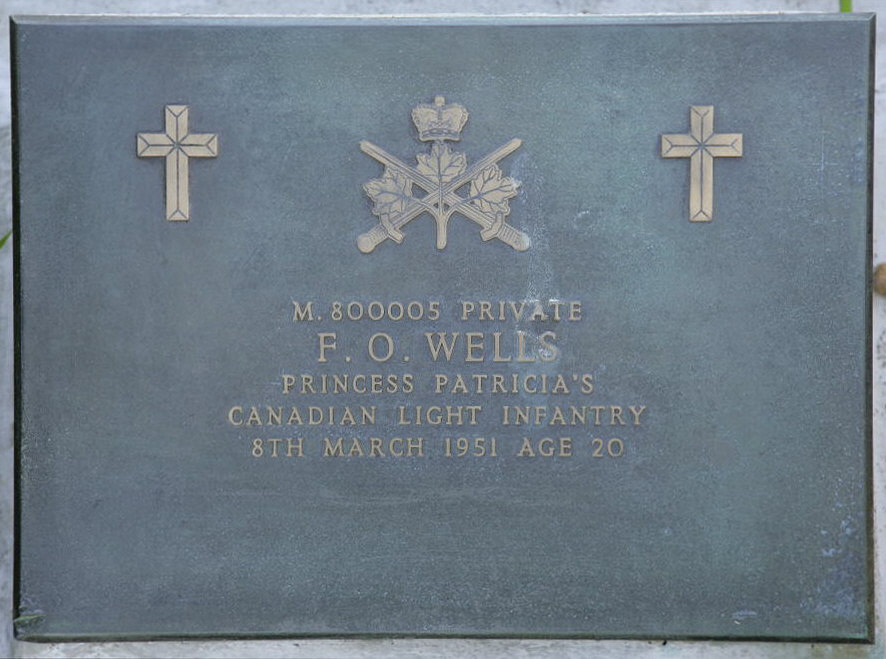 M. 800005 PRIVATE
F. O. WELLS
PRINCESS PATRICIA'S
CANADIAN LIGHT INFANTRY
8TH MARCH 1951 AGE 20